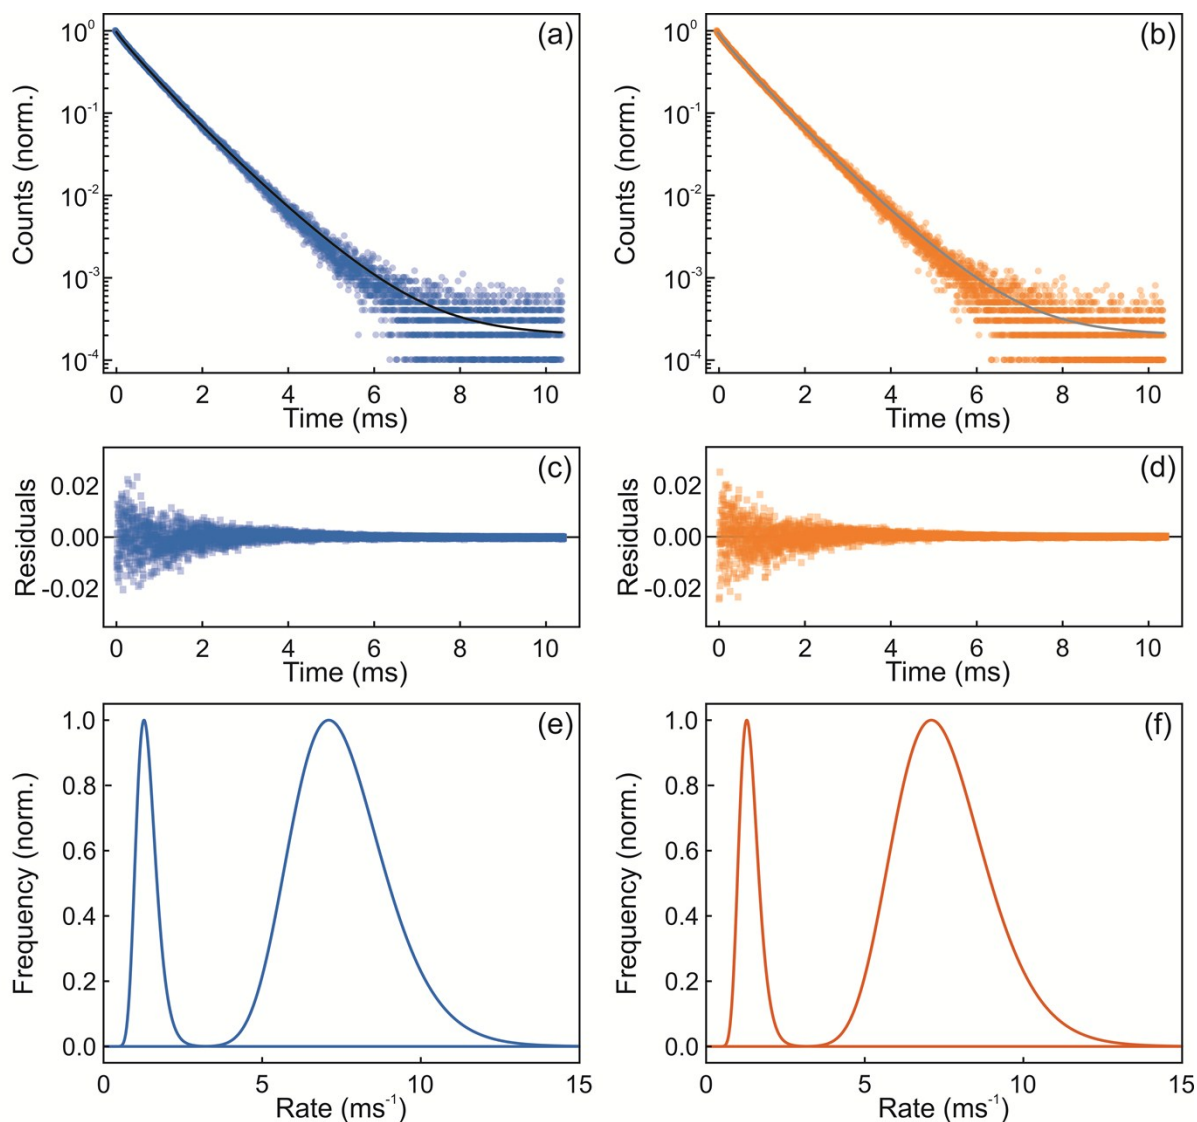 (a)
Counts (norm.)
10⁰
10⁻¹
10⁻²
10⁻³
10⁻⁴
0 2 4 6 8 10
Time (ms)
(b)
Counts (norm.)
10⁰
10⁻¹
10⁻²
10⁻³
10⁻⁴
0 2 4 6 8 10
Time (ms)
(c)
Residuals
0.02
0.00
-0.02
0 2 4 6 8 10
Time (ms)
(d)
Residuals
0.02
0.00
-0.02
0 2 4 6 8 10
Time (ms)
(e)
Frequency (norm.)
1.0
0.8
0.6
0.4
0.2
0.0
0 5 10 15
Rate (ms⁻¹)
(f)
Frequency (norm.)
1.0
0.8
0.6
0.4
0.2
0.0
0 5 10 15
Rate (ms⁻¹)